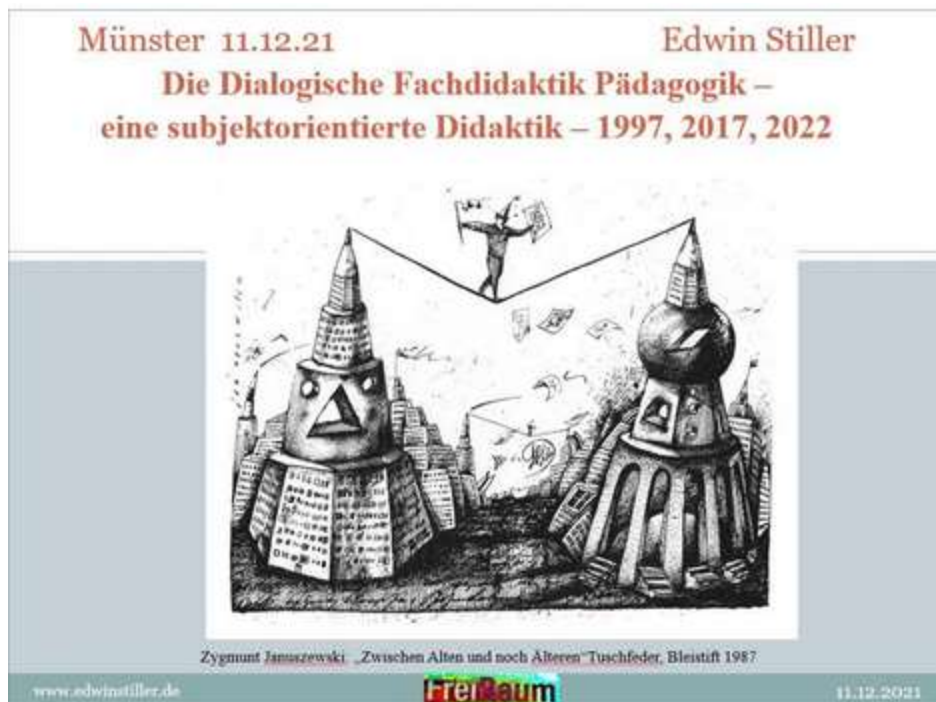 Münster 11.12.21 Edwin Stiller
Die Dialogische Fachdidaktik Pädagogik –
eine subjektorientierte Didaktik – 1997, 2017, 2022
Zygmunt Januszewski: „Zwischen Alten und noch Älteren“Tuschfeder, Bleistift 1987
www.edwinstiller.de FreiRaum 11.12.2021